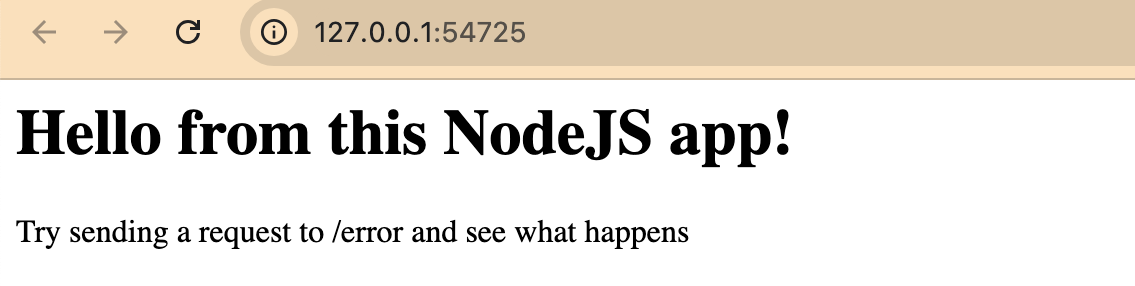 127.0.0.1:54725
Hello from this NodeJS app!
Try sending a request to /error and see what happens